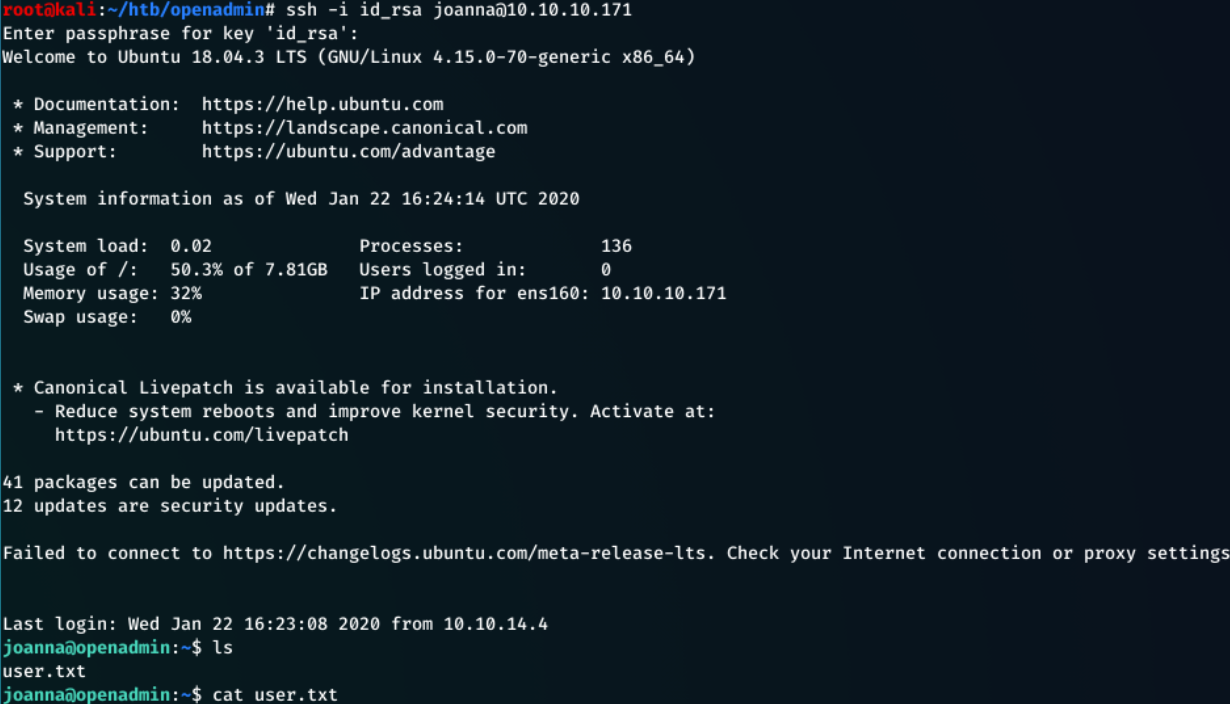 root@kali:~/htb/openadmin# ssh -i id_rsa joanna@10.10.10.171
Enter passphrase for key 'id_rsa':
Welcome to Ubuntu 18.04.3 LTS (GNU/Linux 4.15.0-70-generic x86_64)
* Documentation:  https://help.ubuntu.com
* Management:     https://landscape.canonical.com
* Support:        https://ubuntu.com/advantage
System information as of Wed Jan 22 16:24:14 UTC 2020
System load:  0.02              Processes:             136
Usage of /:   50.3% of 7.81GB   Users logged in:       0
Memory usage: 32%               IP address for ens160: 10.10.10.171
Swap usage:   0%
* Canonical Livepatch is available for installation.
- Reduce system reboots and improve kernel security. Activate at:
https://ubuntu.com/livepatch
41 packages can be updated.
12 updates are security updates.
Failed to connect to https://changelogs.ubuntu.com/meta-release-lts. Check your Internet connection or proxy settings
Last login: Wed Jan 22 16:23:08 2020 from 10.10.14.4
joanna@openadmin:~$ ls
user.txt
joanna@openadmin:~$ cat user.txt